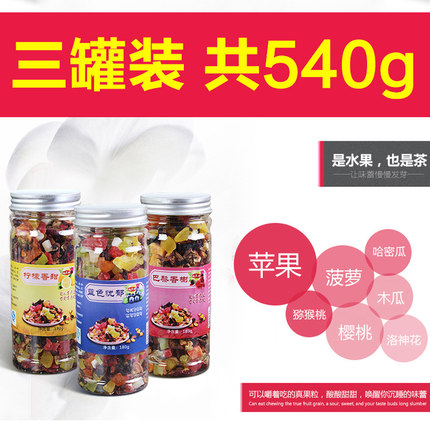 三罐装 共540g
是水果，也是茶
让味蕾慢慢发芽
苹果
菠萝
哈密瓜
木瓜
猕猴桃
樱桃
洛神花
柠檬香甜
蓝色忧郁
巴黎香榭
净含量：180g
可以嚼着吃的真果粒，酸酸甜甜，唤醒你沉睡的味蕾
Can eat chewing the true fruit grain, a sour, sweet, and your taste buds long slumber